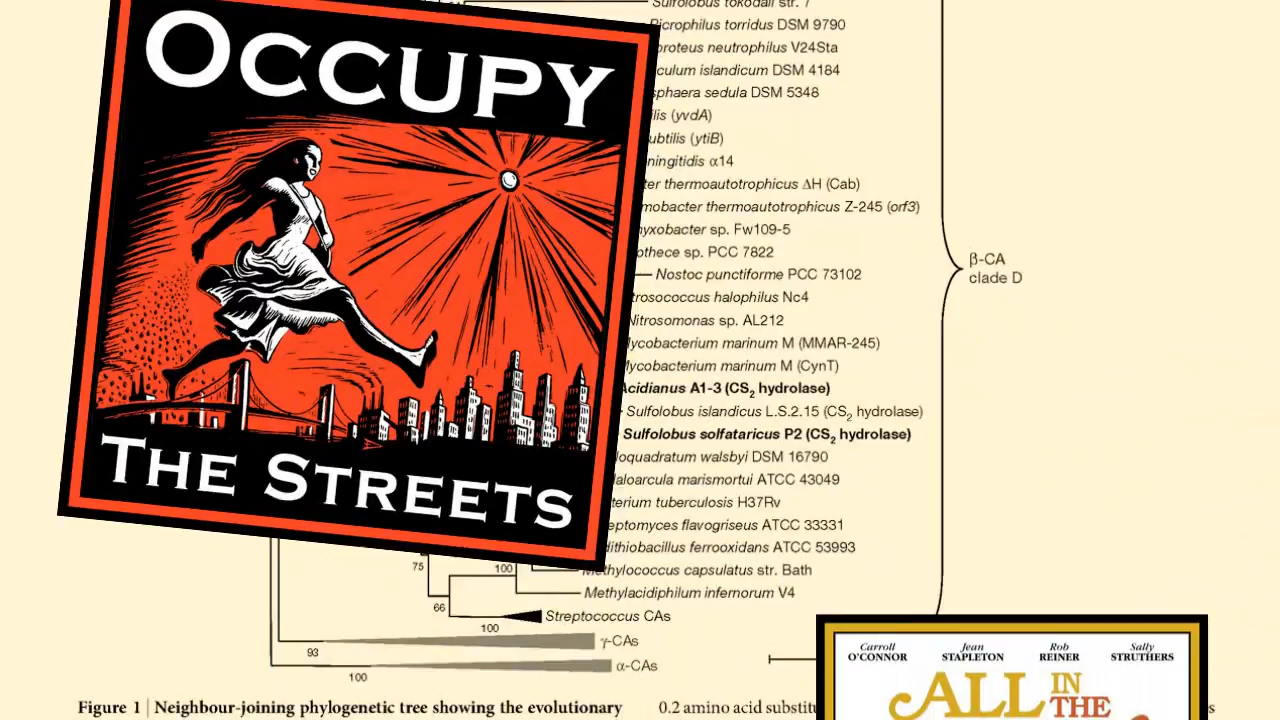 OCCUPY
THE STREETS
Sulfolobus tokodaii str. 7
Picrophilus torridus DSM 9790
proteus neutrophilus V24Sta
culum islandicum DSM 4184
sphaera sedula DSM 5348
ilis (yvdA)
ubtilis (ytiB)
ningitidis α14
ter thermoautotrophicus ΔH (Cab)
mobacter thermoautotrophicus Z-245 (orf3)
nyxobacter sp. Fw109-5
othece sp. PCC 7822
Nostoc punctiforme PCC 73102
trosococcus halophilus Nc4
Nitrosomonas sp. AL212
Mycobacterium marinum M (MMAR-245)
Mycobacterium marinum M (CynT)
Acidianus A1-3 (CS2 hydrolase)
Sulfolobus islandicus L.S.2.15 (CS2 hydrolase)
Sulfolobus solfataricus P2 (CS2 hydrolase)
loquadratum walsbyi DSM 16790
Haloarcula marismortui ATCC 43049
terium tuberculosis H37Rv
reptomyces flavogriseus ATCC 33331
dithiobacillus ferrooxidans ATCC 53993
Methylococcus capsulatus str. Bath
Methylacidiphilum infernorum V4
Streptococcus CAs
γ-CAs
α-CAs
β-CA
clade D
75
100
66
100
93
100
Figure 1 | Neighbour-joining phylogenetic tree showing the evolutionary
0.2 amino acid substitu
s
Carroll O'CONNOR
Jean STAPLETON
Rob REINER
Sally STRUTHERS
ALL IN
THE